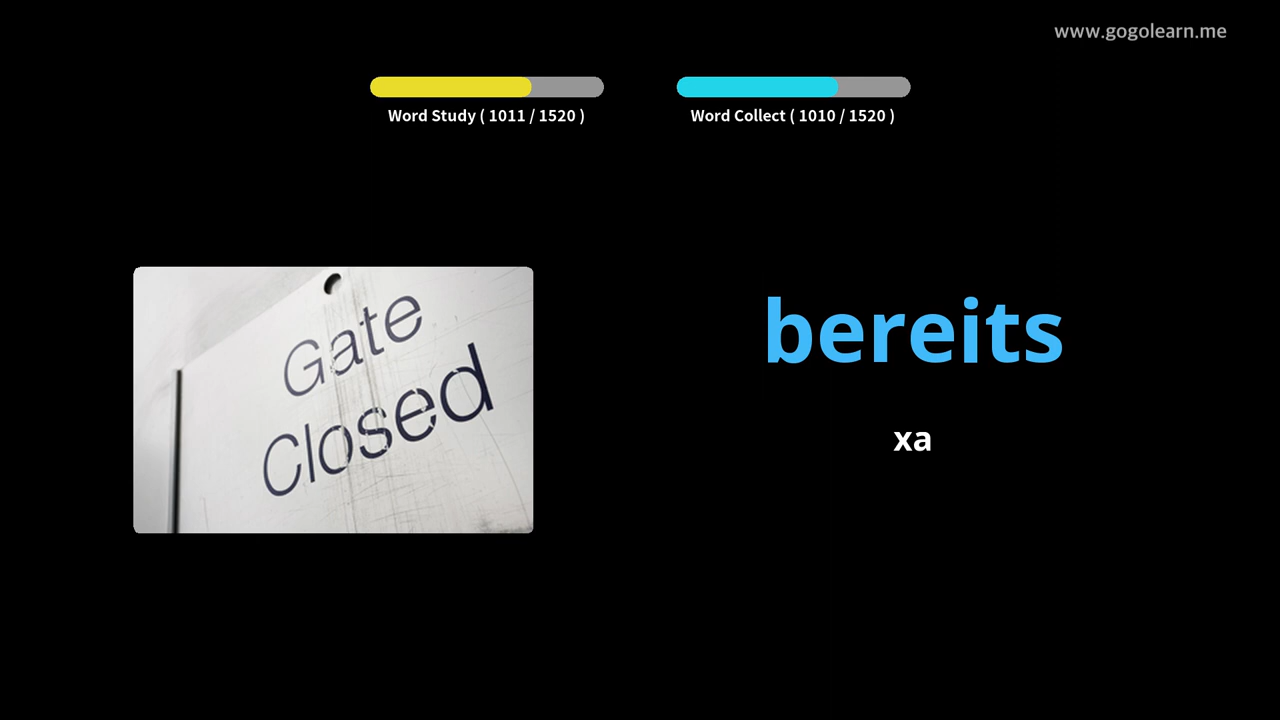 www.gogolearn.me
Word Study ( 1011 / 1520 )
Word Collect ( 1010 / 1520 )
Gate
Closed
bereits
xa